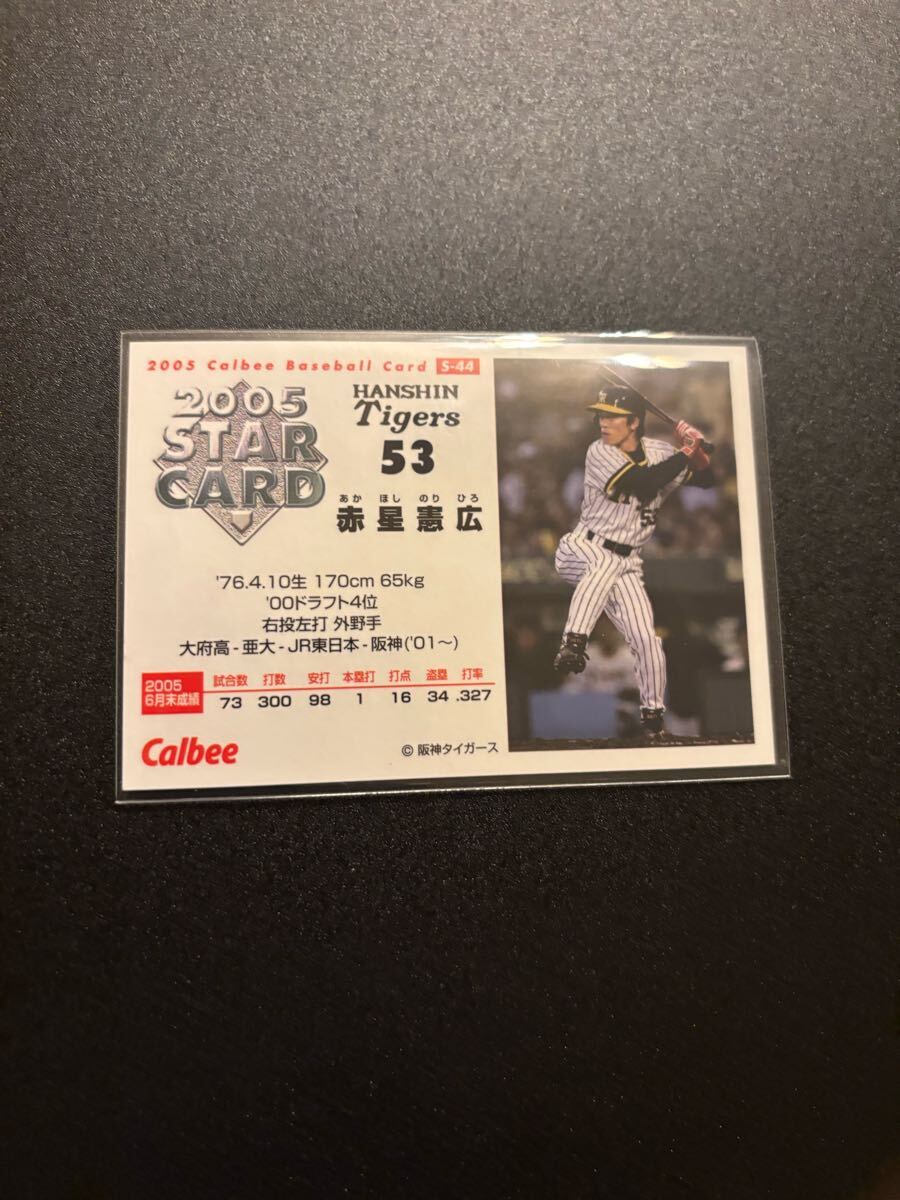 2005 Calbee Baseball Card S-44
2005
STAR
CARD
HANSHIN
Tigers
53
あか ほし のり ひろ
赤星憲広
'76.4.10生 170cm 65kg
'00ドラフト4位
右投左打 外野手
大府高-亜大-JR東日本-阪神('01〜)
2005
6月末成績
試合数 打数 安打 本塁打 打点 盗塁 打率
73 300 98 1 16 34 .327
Calbee
© 阪神タイガース
53